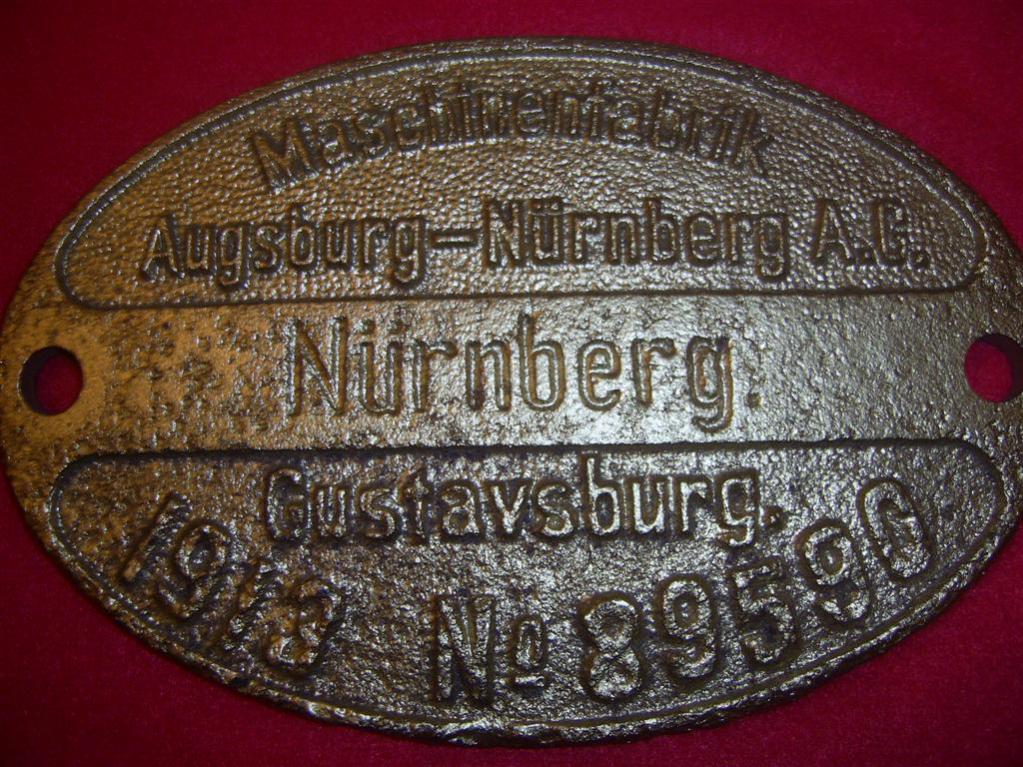 Maschinenfabrik
Augsburg-Nürnberg A.G.
Nürnberg.
Gustavsburg.
1913 No 89590